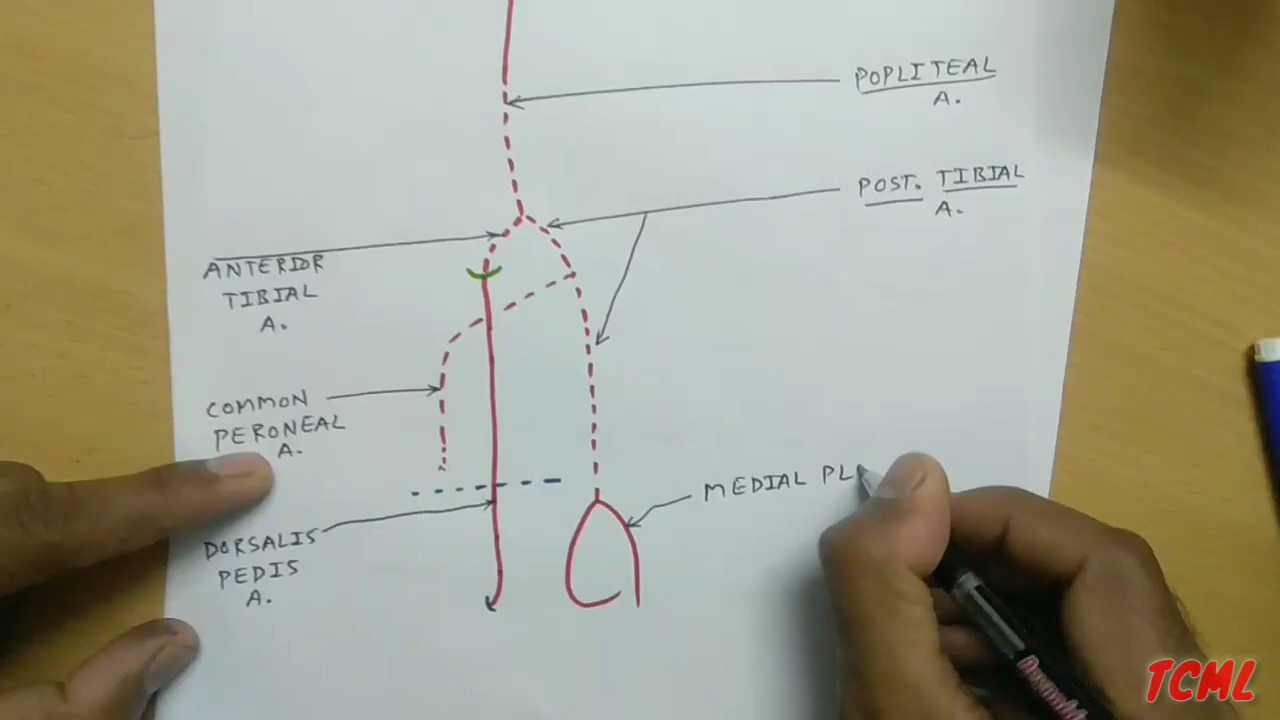 POPLITEAL
A.
POST. TIBIAL
A.
ANTERIOR
TIBIAL
A.
COMMON
PERONEAL
A.
MEDIAL PL
DORSALIS
PEDIS
A.
TCML